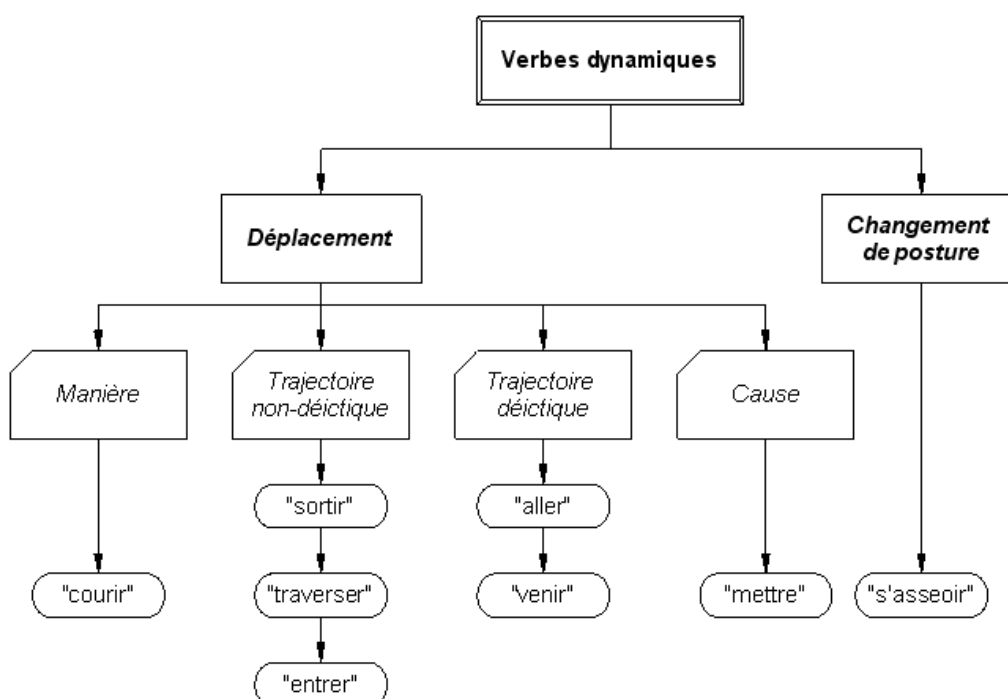 Verbes dynamiques
Déplacement
Changement
de posture
Manière
Trajectoire
non-déictique
Trajectoire
déictique
Cause
"sortir"
"aller"
"courir"
"traverser"
"venir"
"mettre"
"s'asseoir"
"entrer"